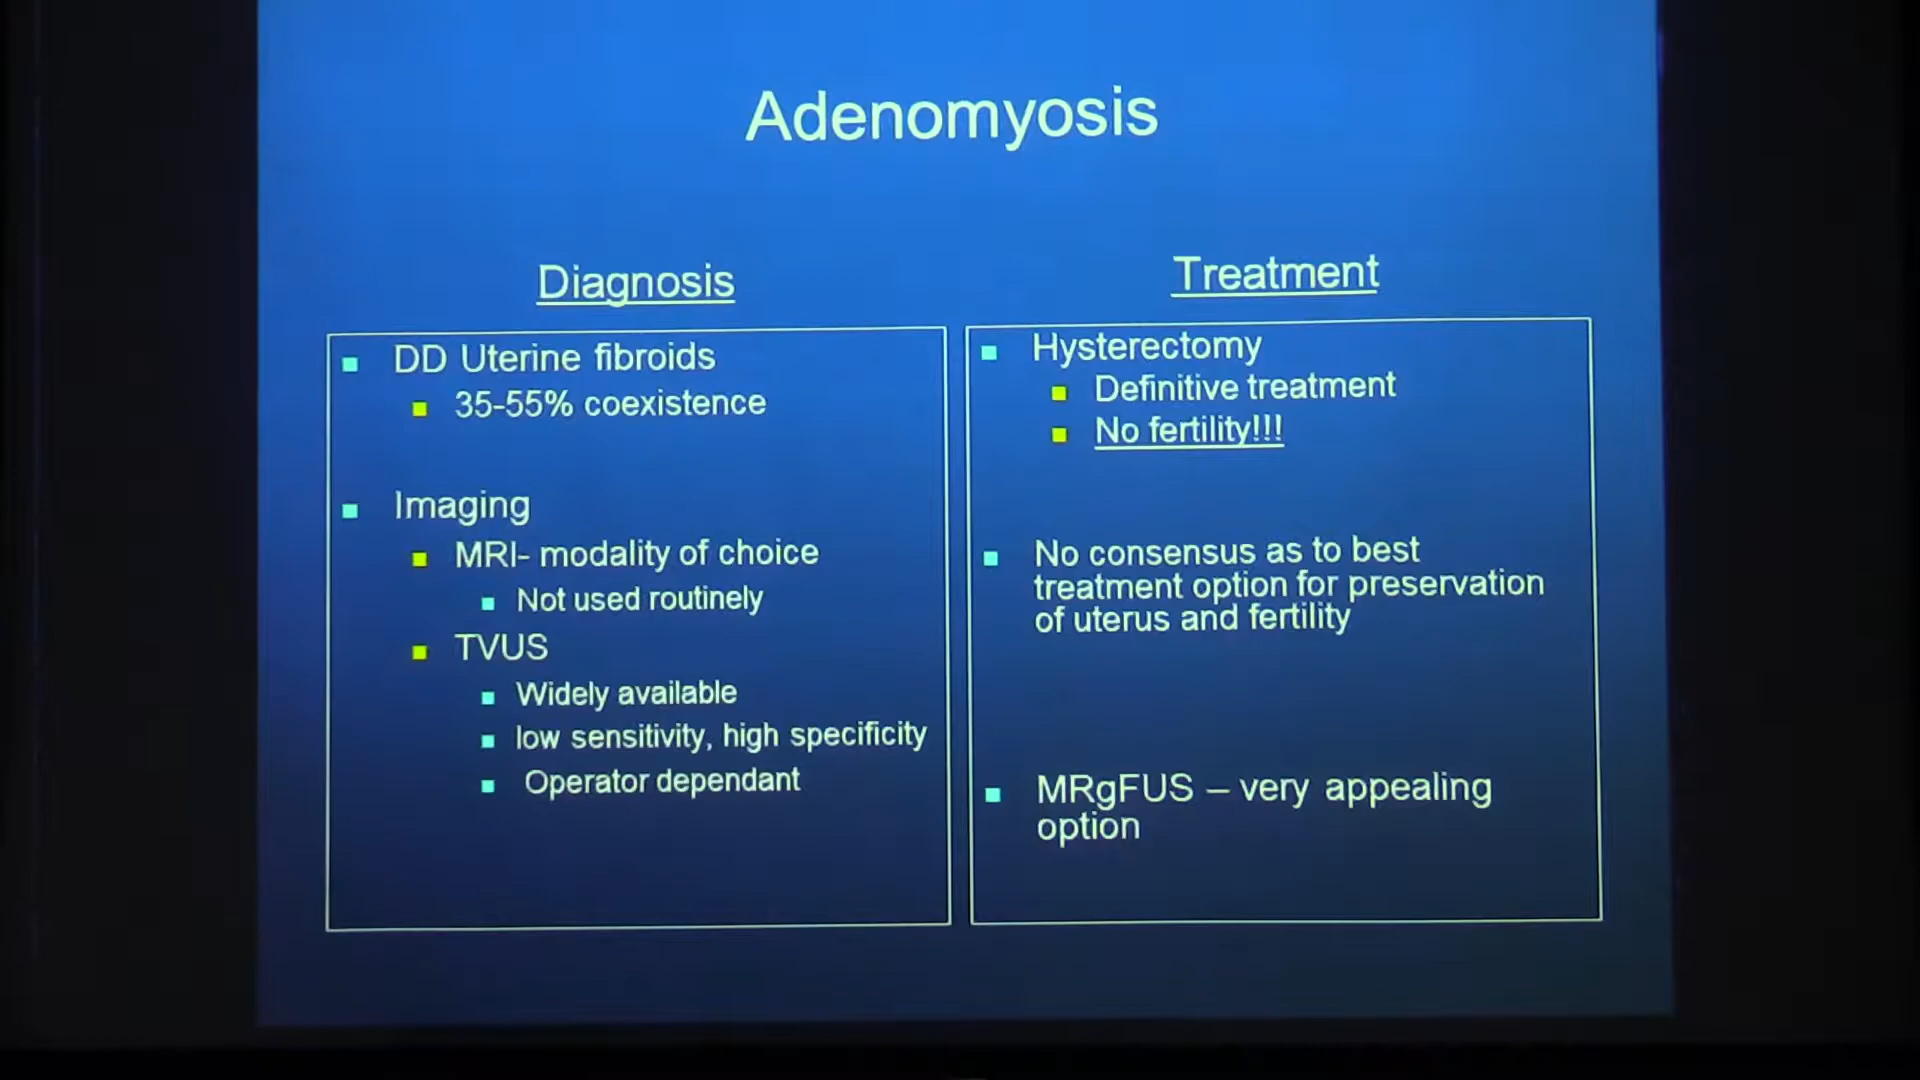 Adenomyosis
Diagnosis
DD Uterine fibroids
35-55% coexistence
Imaging
MRI- modality of choice
Not used routinely
TVUS
Widely available
low sensitivity, high specificity
Operator dependant
Treatment
Hysterectomy
Definitive treatment
No fertility!!!
No consensus as to best
treatment option for preservation
of uterus and fertility
MRgFUS – very appealing
option